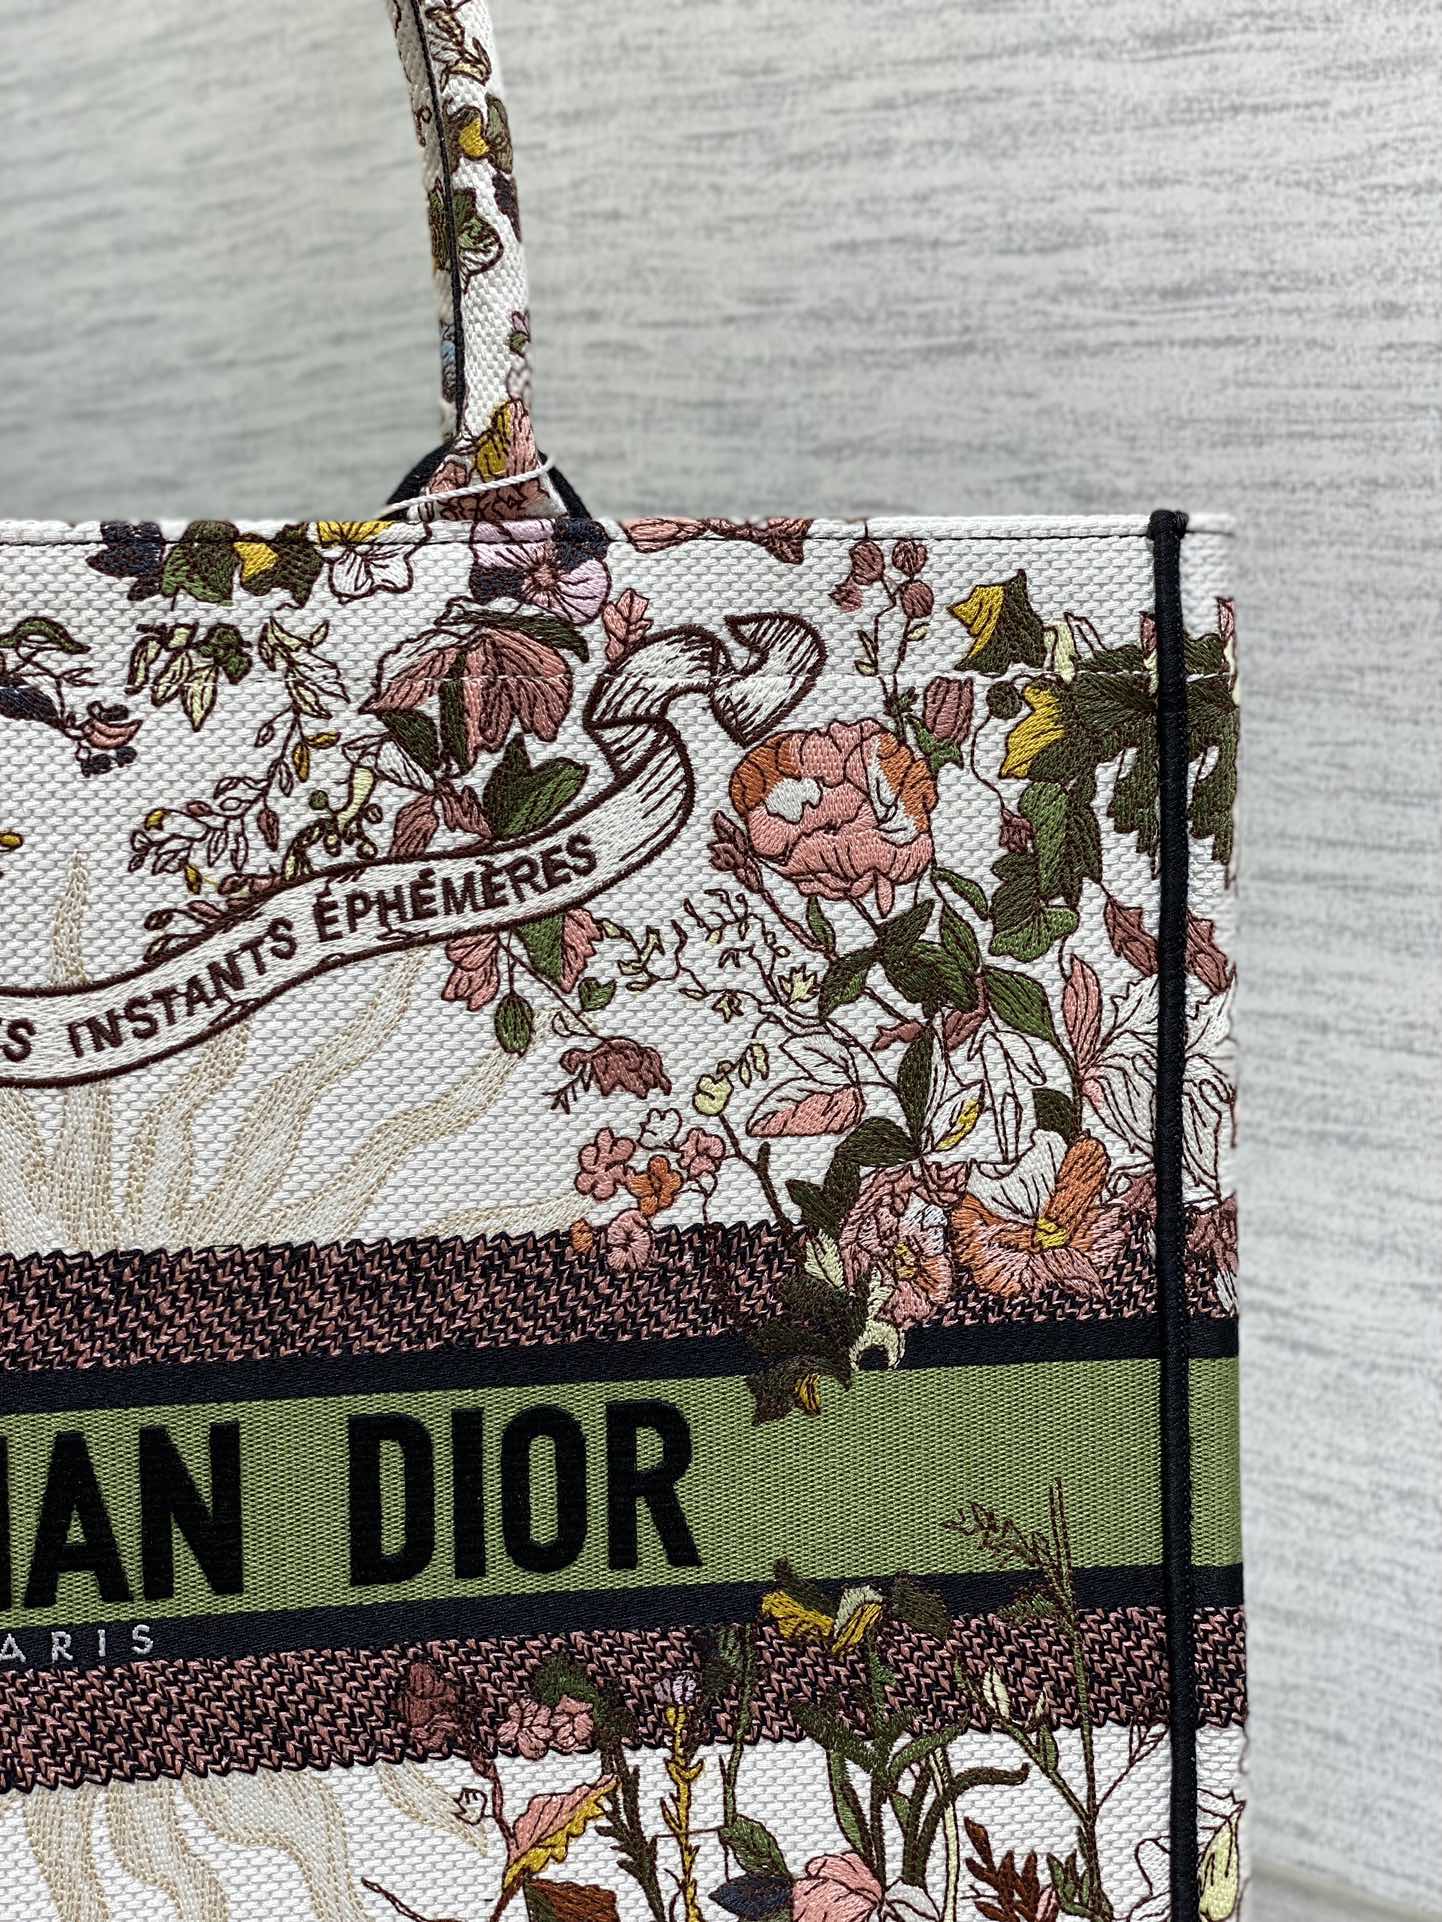 S INSTANTS ÉPHÉMÈRES
IAN DIOR
ARIS